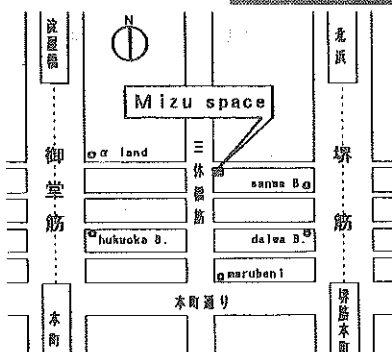 N
淀屋橋
北浜
Mizu space
御堂筋
α land
三休橋筋
堺筋
sanwa B.
hukuoka B.
daiwa B.
marubeni
本町通り
本町
堺筋本町